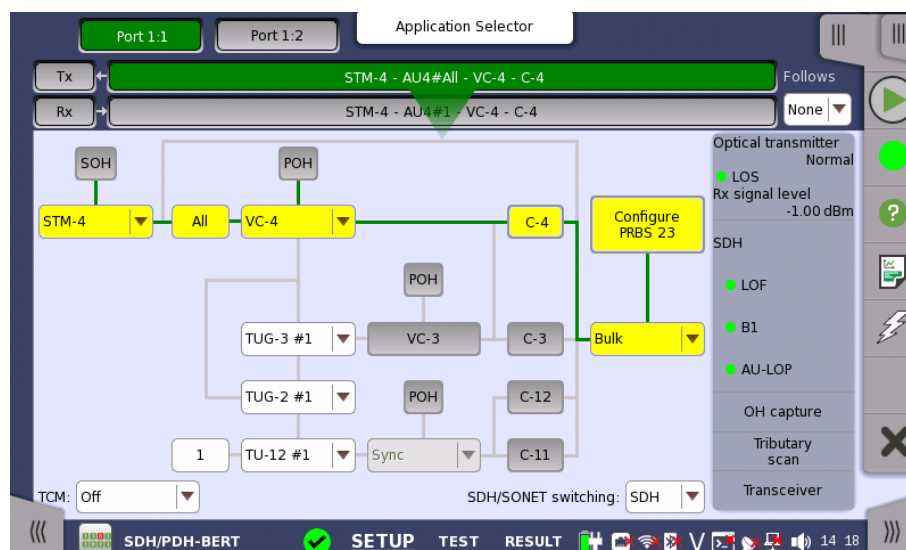 Application Selector
Port 1:1
Port 1:2
Tx
STM-4 - AU4#All - VC-4 - C-4
Follows
Rx
STM-4 - AU4#1 - VC-4 - C-4
None
SOH
POH
STM-4
All
VC-4
C-4
Configure
PRBS 23
POH
TUG-3 #1
VC-3
C-3
Bulk
TUG-2 #1
POH
C-12
1
TU-12 #1
Sync
C-11
TCM: Off
SDH/SONET switching: SDH
Optical transmitter
Normal
LOS
Rx signal level
-1.00 dBm
SDH
LOF
B1
AU-LOP
OH capture
Tributary
scan
Transceiver
SDH/PDH-BERT
SETUP
TEST
RESULT
V
14 18